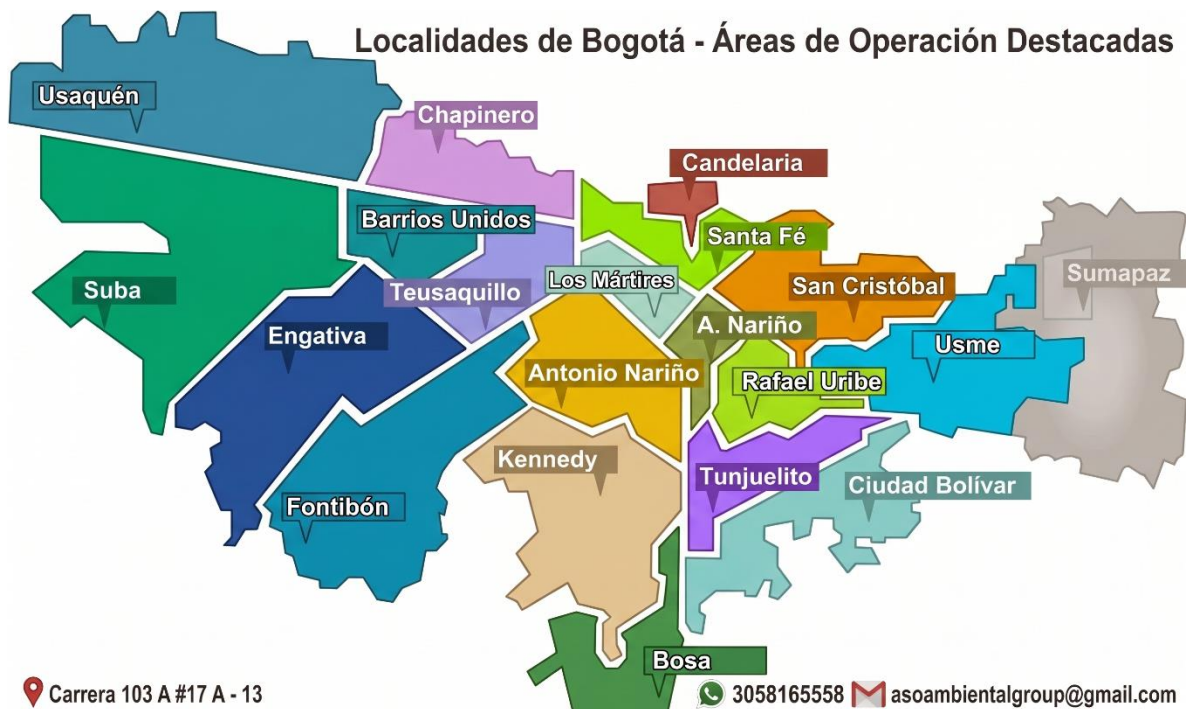 Localidades de Bogotá - Áreas de Operación Destacadas
Usaquén
Chapinero
Candelaria
Barrios Unidos
Santa Fé
Suba
Teusaquillo
Los Mártires
San Cristóbal
Sumapaz
Engativa
A. Nariño
Usme
Antonio Nariño
Rafael Uribe
Kennedy
Tunjuelito
Ciudad Bolívar
Fontibón
Bosa
Carrera 103 A #17 A - 13
3058165558
asoambientalgroup@gmail.com